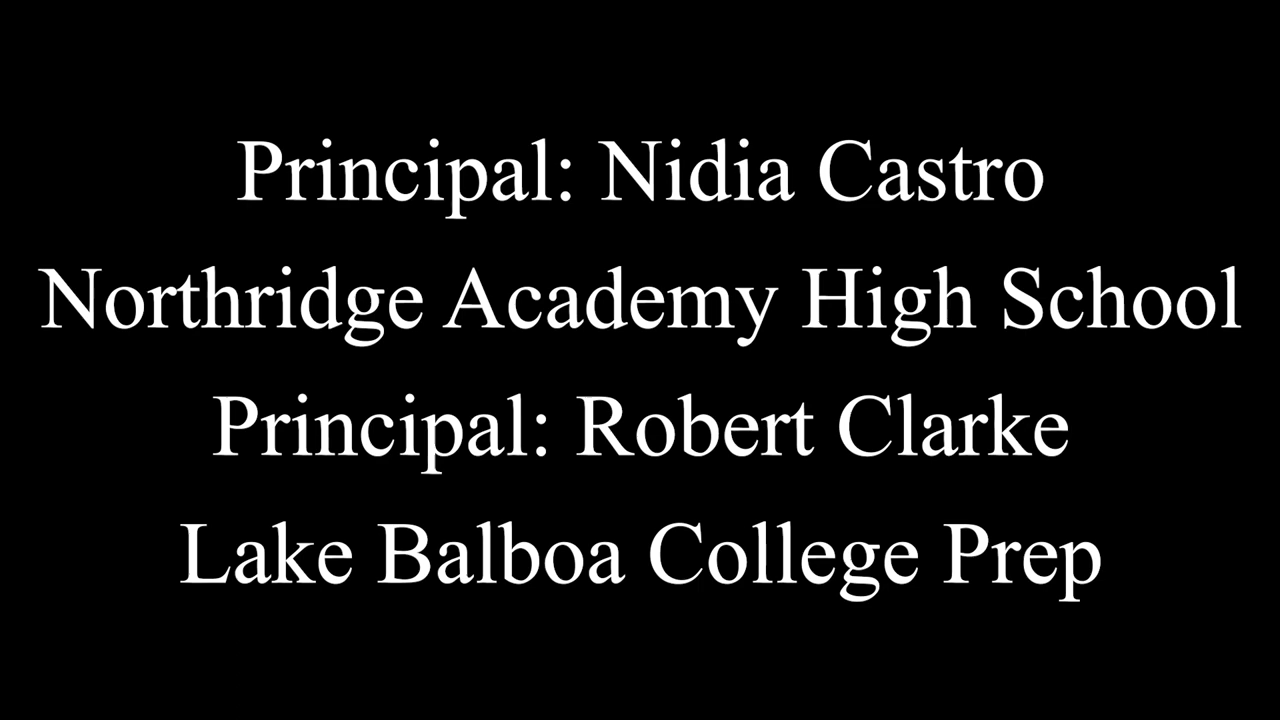 Principal: Nidia Castro
Northridge Academy High School
Principal: Robert Clarke
Lake Balboa College Prep